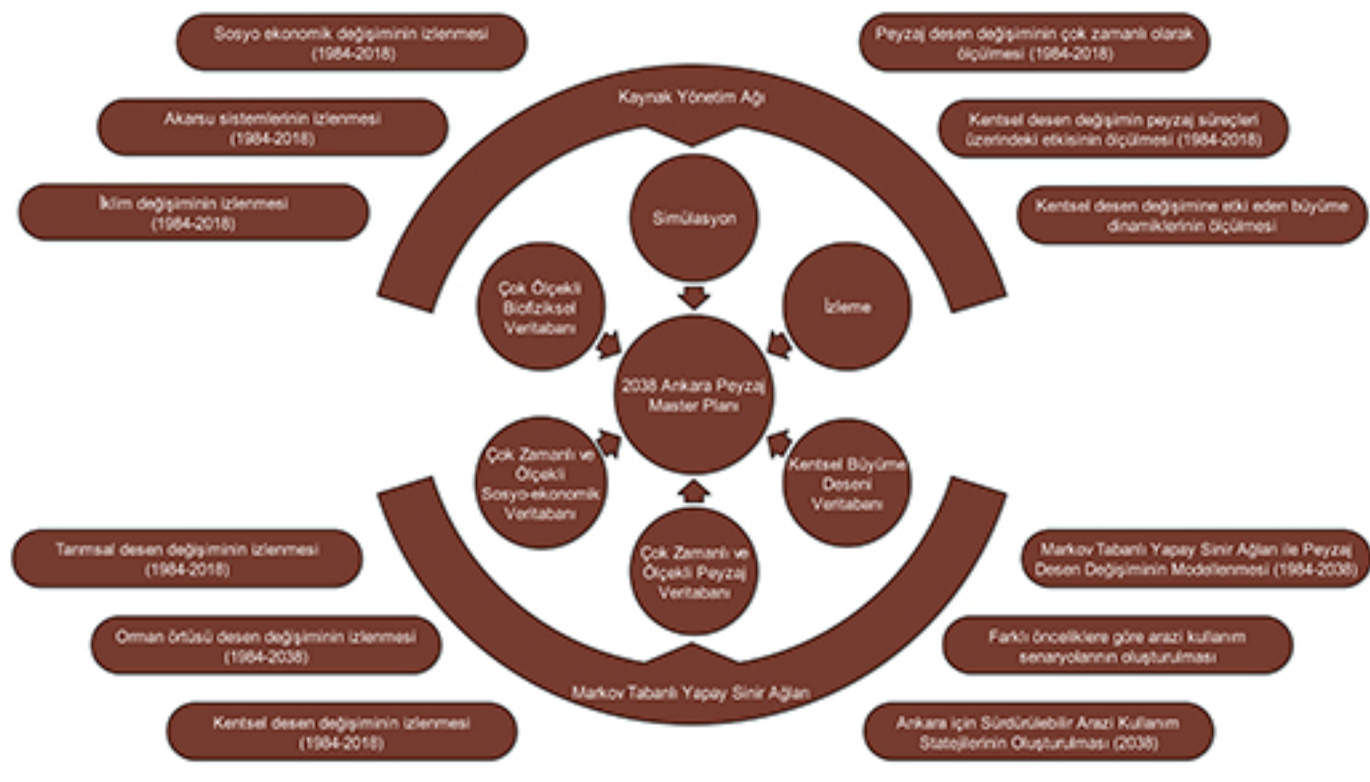 Sosyo ekonomik değişiminin izlenmesi
(1984-2018)
Akarsu sistemlerinin izlenmesi
(1984-2018)
İklim değişiminin izlenmesi
(1984-2018)
Peyzaj desen değişiminin çok zamanlı olarak
ölçülmesi (1984-2018)
Kentsel desen değişimin peyzaj süreçleri
üzerindeki etkisinin ölçülmesi (1984-2018)
Kentsel desen değişimine etki eden büyüme
dinamiklerinin ölçülmesi
Kaynak Yönetim Ağı
Simülasyon
Çok Ölçekli
Biofiziksel
Veritabanı
İzleme
2038 Ankara Peyzaj
Master Planı
Çok Zamanlı ve
Ölçekli
Sosyo-ekonomik
Veritabanı
Kentsel Büyüme
Deseni
Veritabanı
Çok Zamanlı ve
Ölçekli Peyzaj
Veritabanı
Markov Tabanlı Yapay Sinir Ağları
Tarımsal desen değişiminin izlenmesi
(1984-2018)
Orman örtüsü desen değişiminin izlenmesi
(1984-2038)
Kentsel desen değişiminin izlenmesi
(1984-2018)
Markov Tabanlı Yapay Sinir Ağları ile Peyzaj
Desen Değişiminin Modellenmesi (1984-2038)
Farklı önceliklere göre arazi kullanım
senaryolarının oluşturulması
Ankara için Sürdürülebilir Arazi Kullanım
Statejilerinin Oluşturulması (2038)